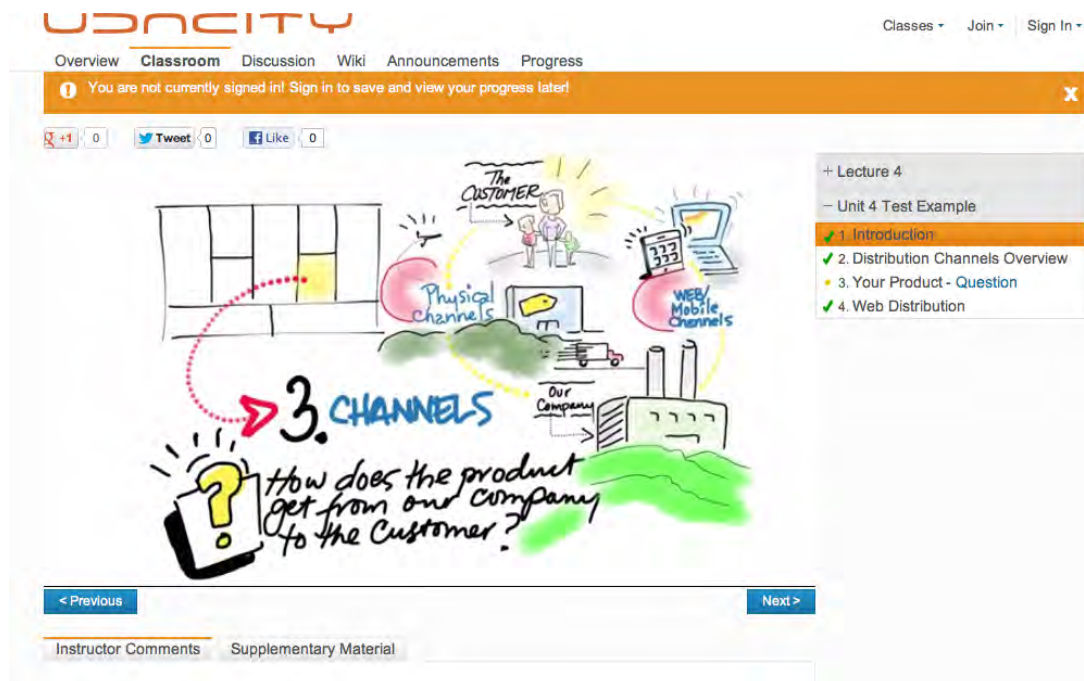 UDACITY
Classes Join Sign In
Overview Classroom Discussion Wiki Announcements Progress
You are not currently signed in! Sign in to save and view your progress later!
X
+1 0 Tweet 0 Like 0
+ Lecture 4
− Unit 4 Test Example
1. Introduction
2. Distribution Channels Overview
3. Your Product - Question
4. Web Distribution
The
CUSTOMER
Physical
Channels
WEB/
Mobile
Channels
Our
Company
3. CHANNELS
?
How does the product
get from our company
to the Customer?
< Previous
Next >
Instructor Comments Supplementary Material